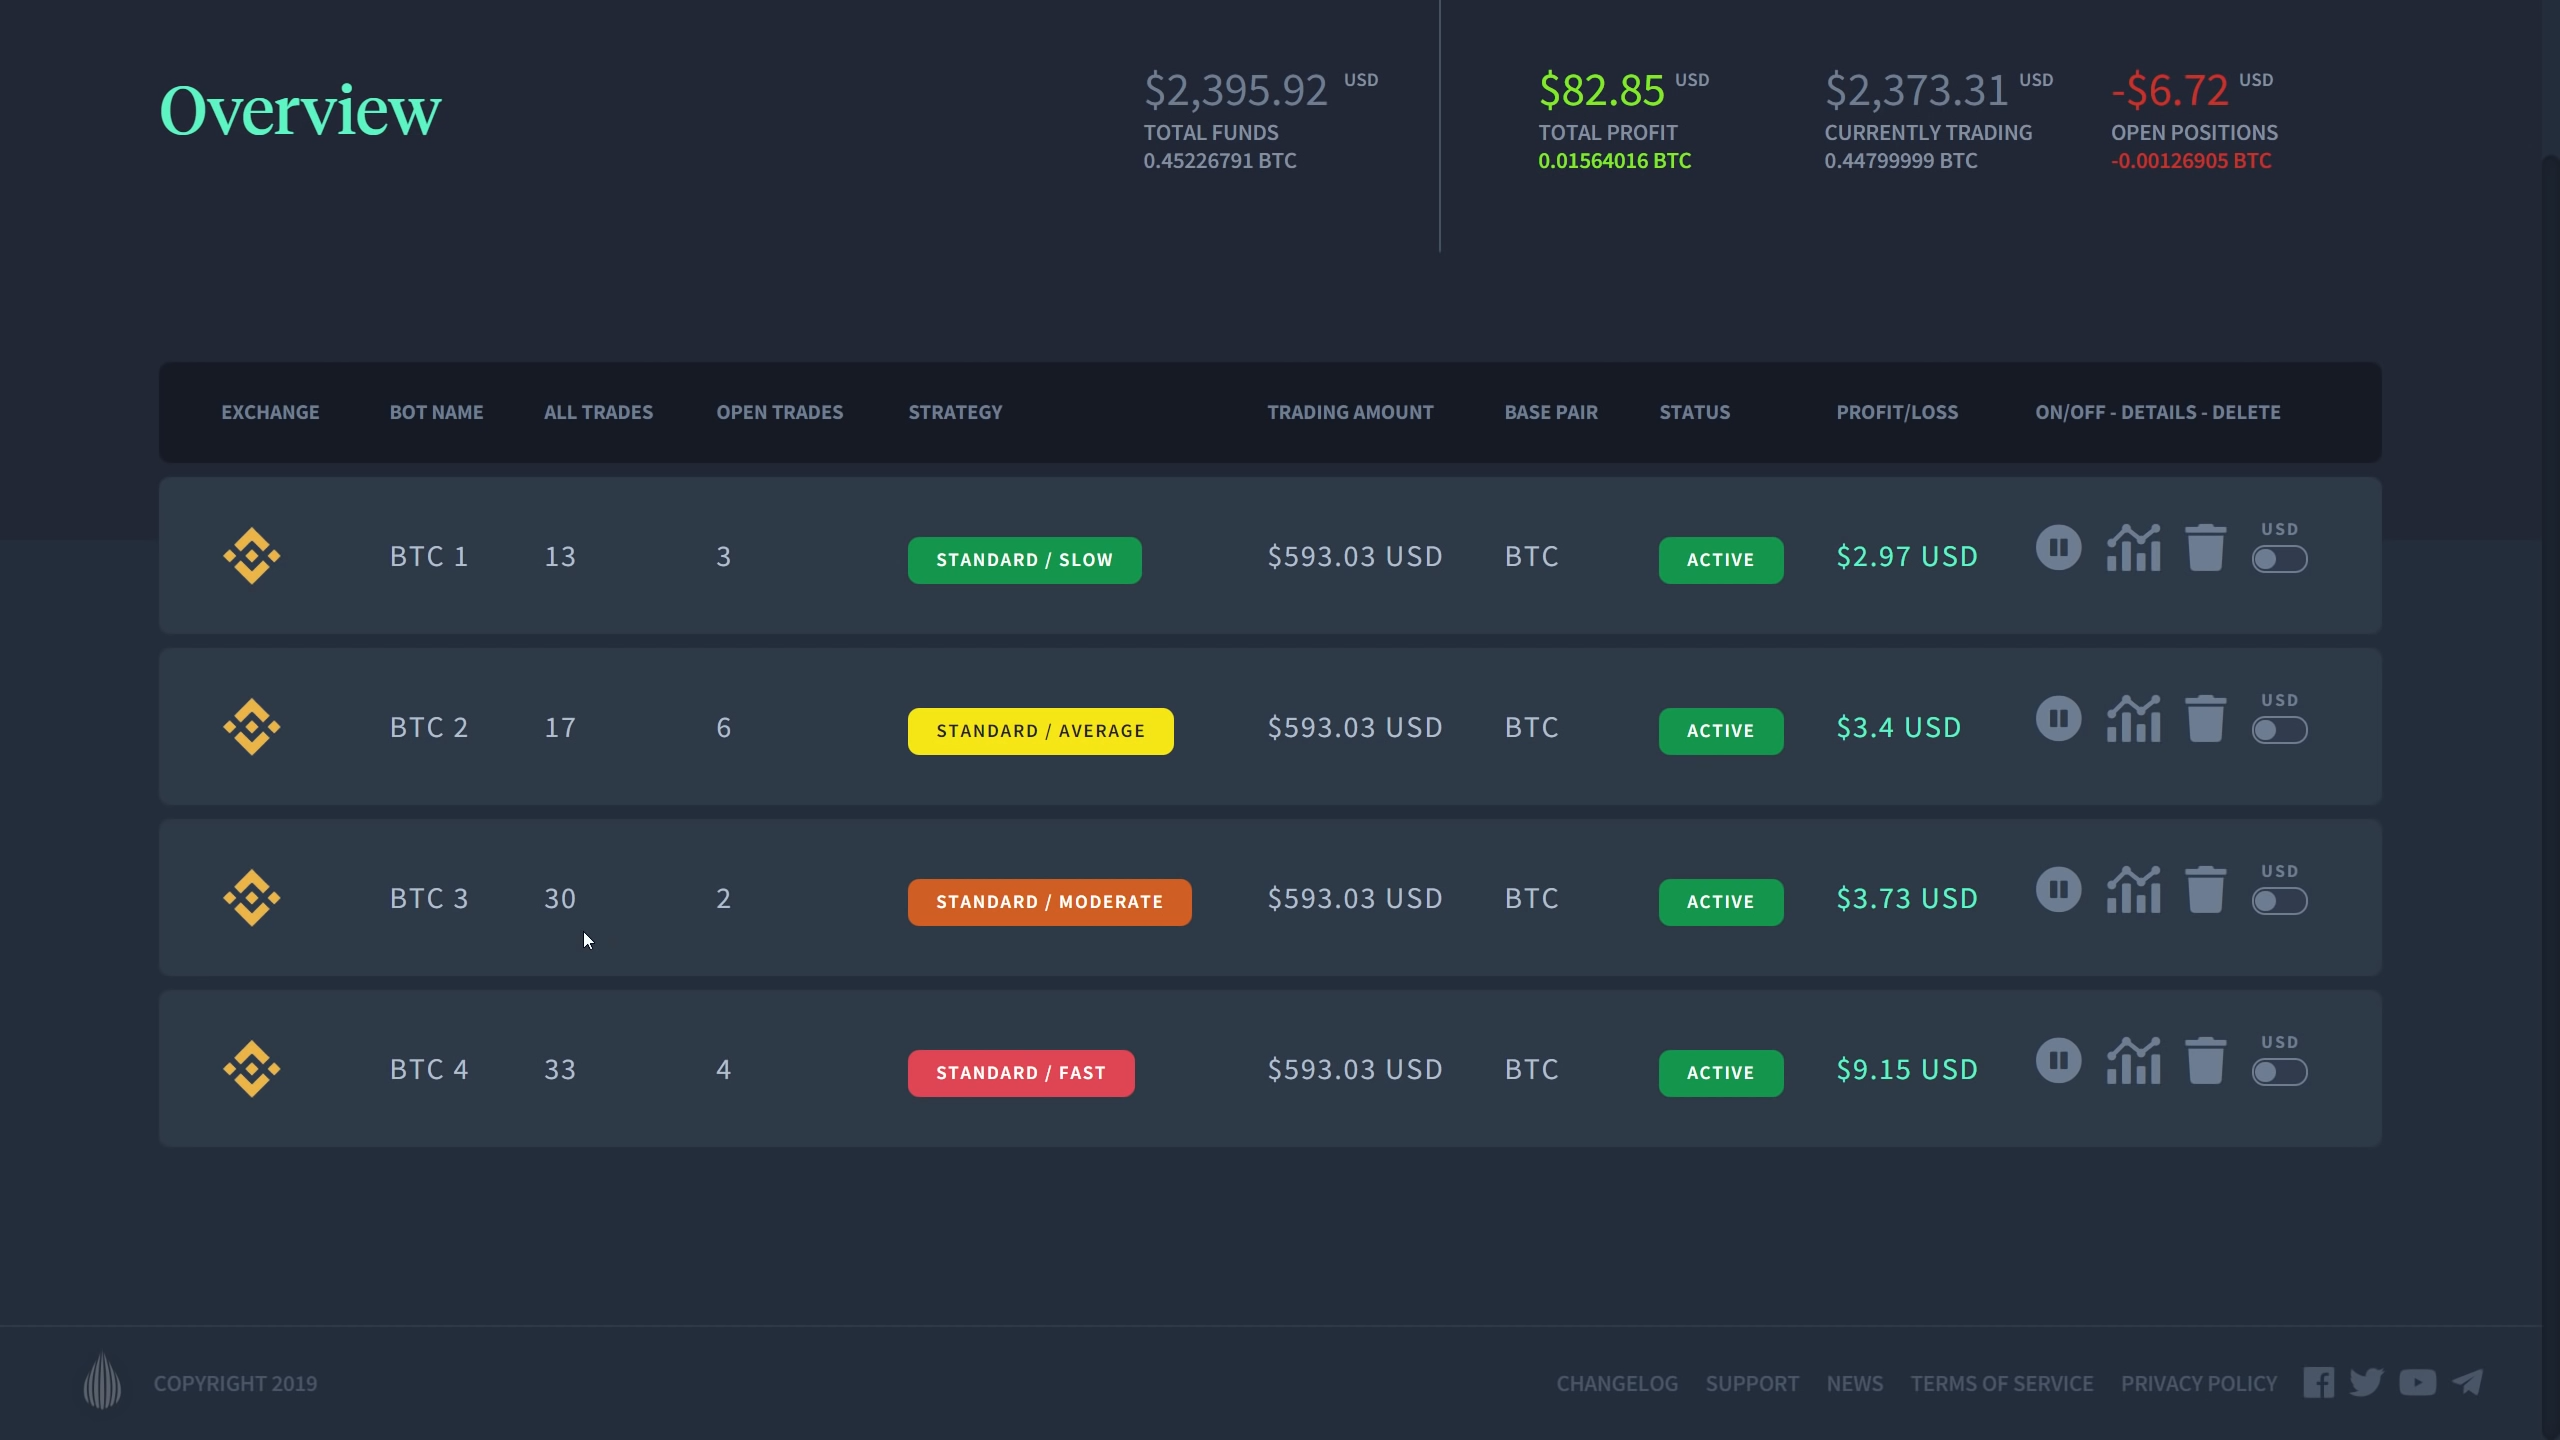 Overview
$2,395.92 USD
TOTAL FUNDS
0.45226791 BTC
$82.85 USD
TOTAL PROFIT
0.01564016 BTC
$2,373.31 USD
CURRENTLY TRADING
0.44799999 BTC
-$6.72 USD
OPEN POSITIONS
-0.00126905 BTC
EXCHANGE BOT NAME ALL TRADES OPEN TRADES STRATEGY TRADING AMOUNT BASE PAIR STATUS PROFIT/LOSS ON/OFF - DETAILS - DELETE
BTC 1 13 3 STANDARD / SLOW $593.03 USD BTC ACTIVE $2.97 USD USD
BTC 2 17 6 STANDARD / AVERAGE $593.03 USD BTC ACTIVE $3.4 USD USD
BTC 3 30 2 STANDARD / MODERATE $593.03 USD BTC ACTIVE $3.73 USD USD
BTC 4 33 4 STANDARD / FAST $593.03 USD BTC ACTIVE $9.15 USD USD
COPYRIGHT 2019 CHANGELOG SUPPORT NEWS TERMS OF SERVICE PRIVACY POLICY